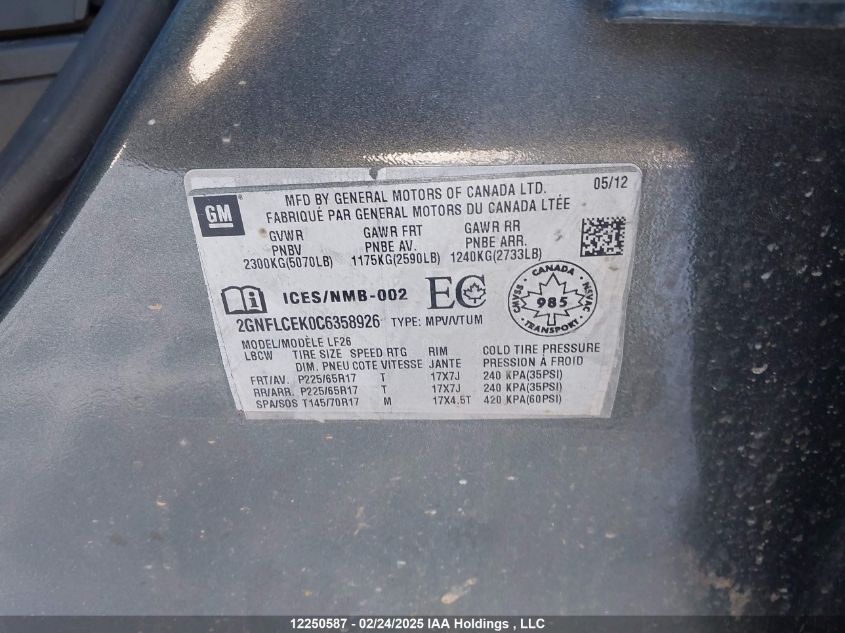 GM
MFD BY GENERAL MOTORS OF CANADA LTD.
05/12
FABRIQUÉ PAR GENERAL MOTORS DU CANADA LTÉE
GVWR GAWR FRT GAWR RR
PNBV PNBE AV. PNBE ARR.
2300KG(5070LB) 1175KG(2590LB) 1240KG(2733LB)
ICES/NMB-002 EC
CANADA
CMVSS 985 NSVAC
TRANSPORT
2GNFLCEK0C6358926 TYPE: MPV/VTUM
MODEL/MODÈLE LF26
LBCW TIRE SIZE SPEED RTG RIM COLD TIRE PRESSURE
DIM. PNEU COTE VITESSE JANTE PRESSION À FROID
FRT/AV. P225/65R17 T 17X7J 240 KPA(35PSI)
RR/ARR. P225/65R17 T 17X7J 240 KPA(35PSI)
SPA/SOS T145/70R17 M 17X4.5T 420 KPA(60PSI)
12250587 - 02/24/2025 IAA Holdings , LLC